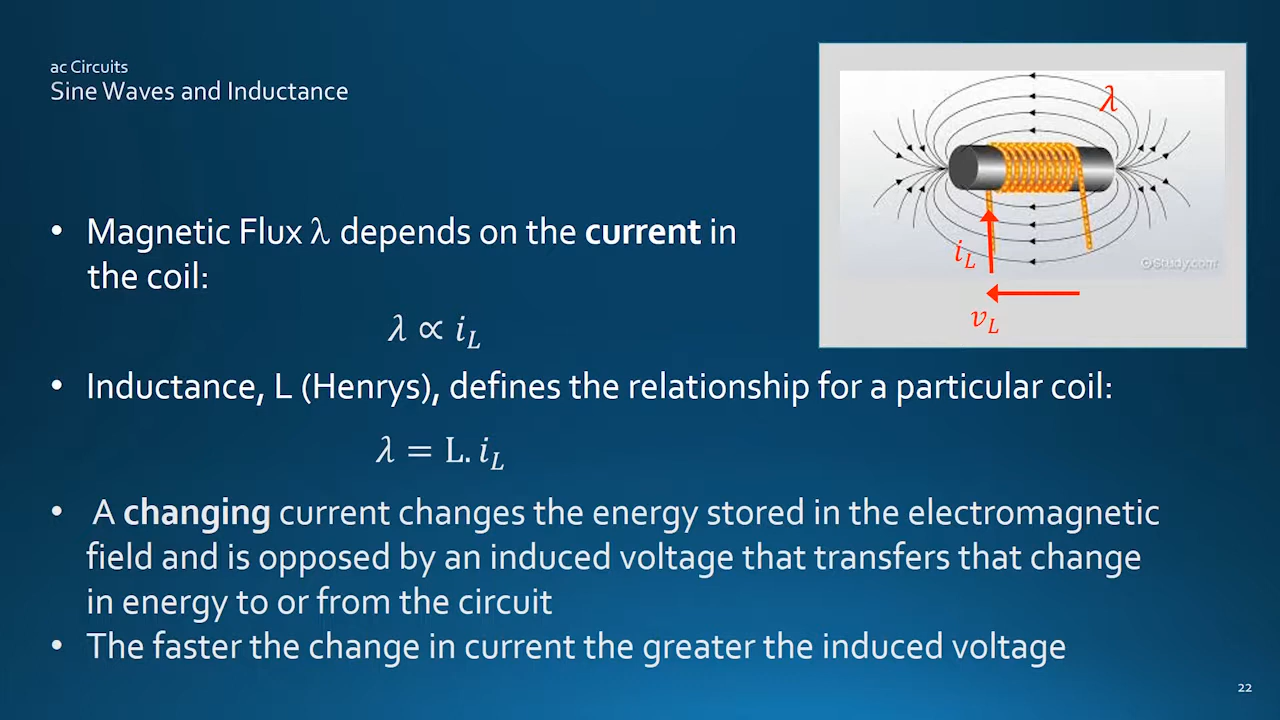 ac Circuits
Sine Waves and Inductance
λ
i_L
©Study.com
v_L
• Magnetic Flux λ depends on the current in
the coil:
λ ∝ i_L
• Inductance, L (Henrys), defines the relationship for a particular coil:
λ = L. i_L
• A changing current changes the energy stored in the electromagnetic
field and is opposed by an induced voltage that transfers that change
in energy to or from the circuit
• The faster the change in current the greater the induced voltage
22